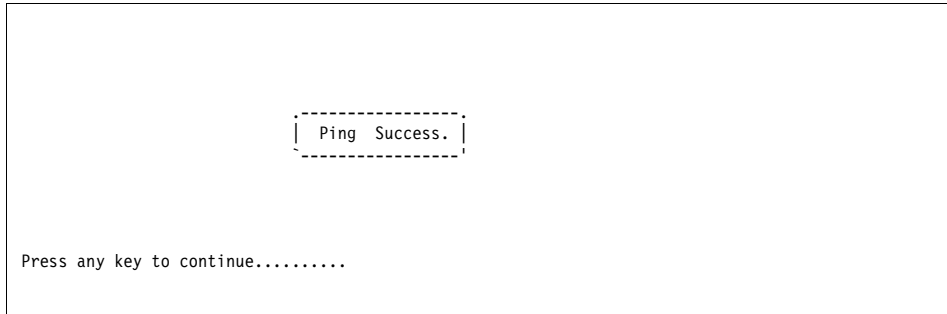 .-----------------.
|  Ping  Success. |
`-----------------'
Press any key to continue..........